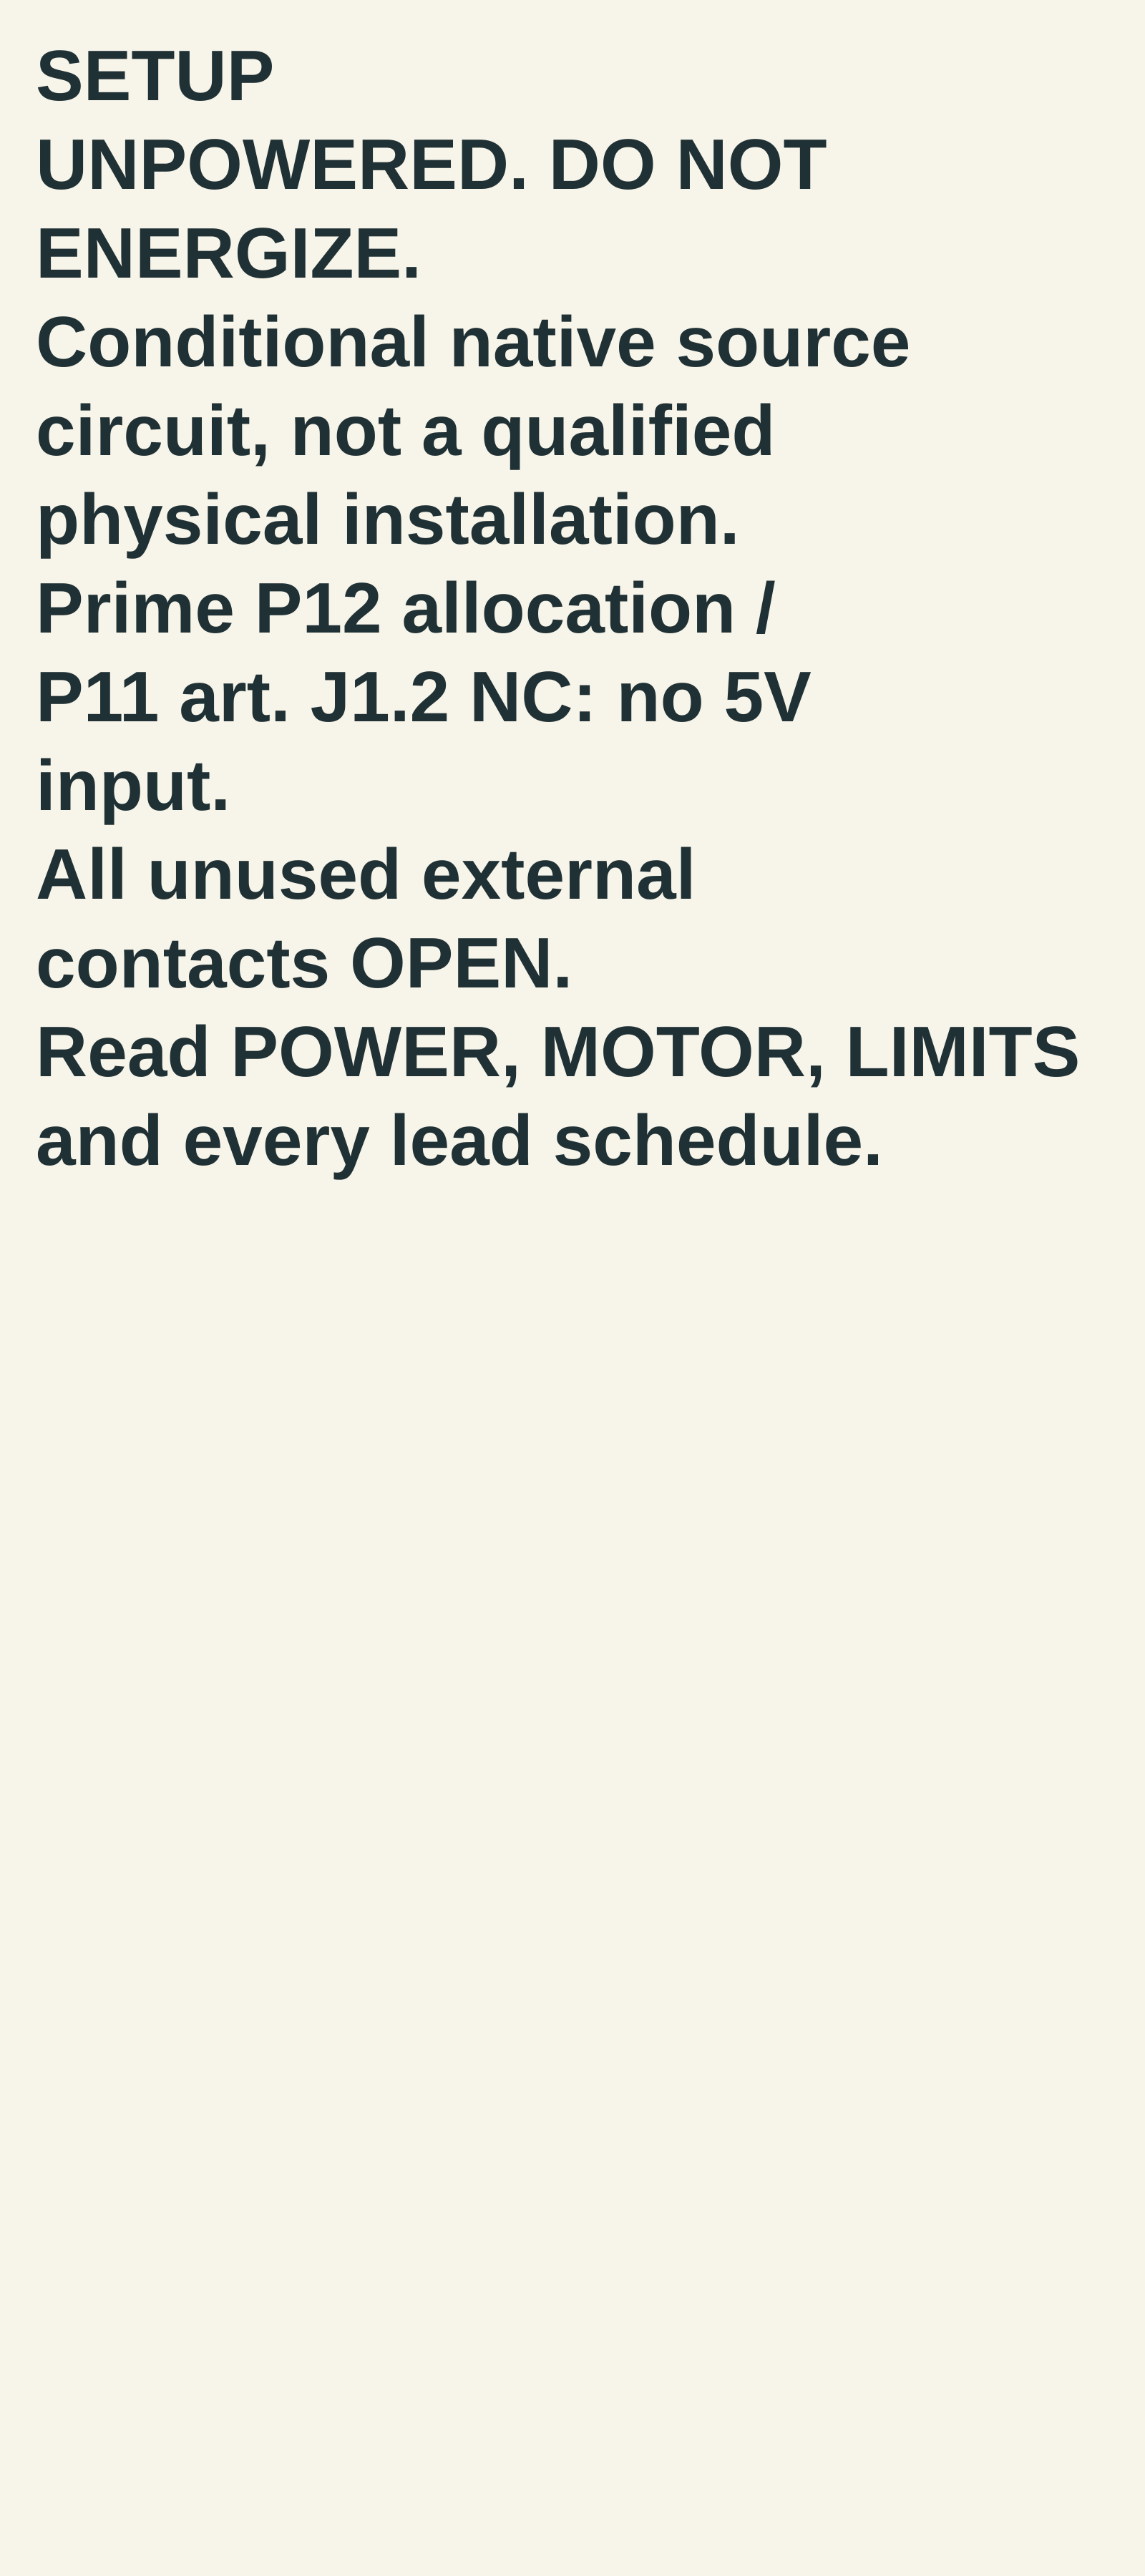 SETUP
UNPOWERED. DO NOT
ENERGIZE.
Conditional native source
circuit, not a qualified
physical installation.
Prime P12 allocation /
P11 art. J1.2 NC: no 5V
input.
All unused external
contacts OPEN.
Read POWER, MOTOR, LIMITS
and every lead schedule.